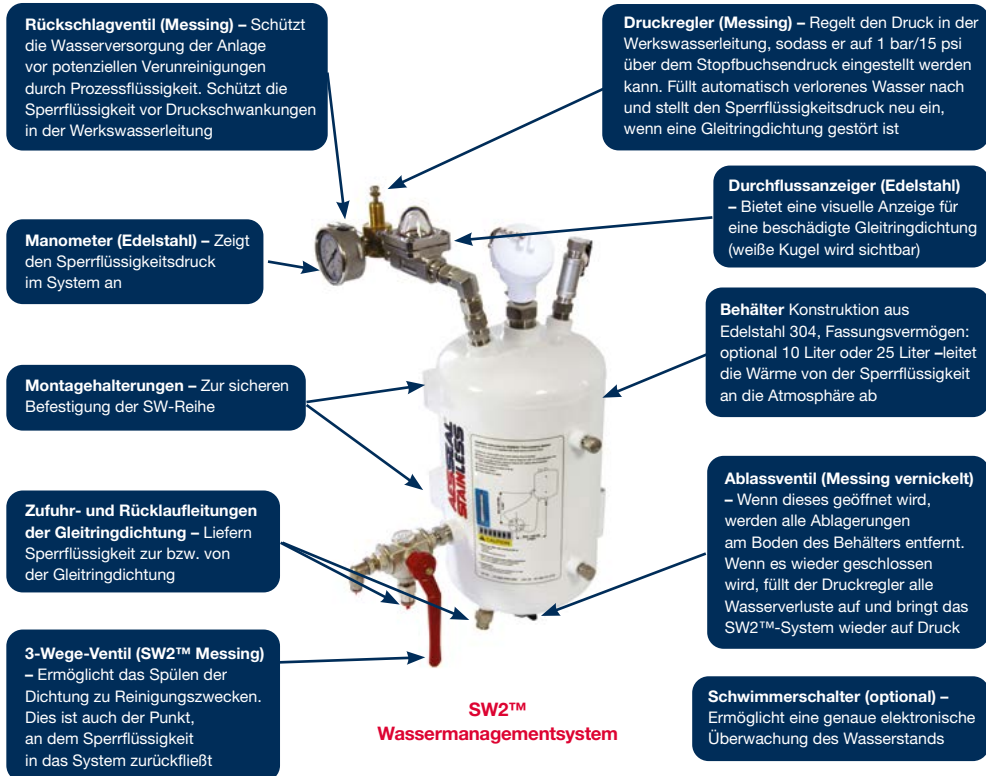 Rückschlagventil (Messing) – Schützt
die Wasserversorgung der Anlage
vor potenziellen Verunreinigungen
durch Prozessflüssigkeit. Schützt die
Sperrflüssigkeit vor Druckschwankungen
in der Werkswasserleitung
Druckregler (Messing) – Regelt den Druck in der
Werkswasserleitung, sodass er auf 1 bar/15 psi
über dem Stopfbuchsendruck eingestellt werden
kann. Füllt automatisch verlorenes Wasser nach
und stellt den Sperrflüssigkeitsdruck neu ein,
wenn eine Gleitringdichtung gestört ist
Durchflussanzeiger (Edelstahl)
– Bietet eine visuelle Anzeige für
eine beschädigte Gleitringdichtung
(weiße Kugel wird sichtbar)
Manometer (Edelstahl) – Zeigt
den Sperrflüssigkeitsdruck
im System an
Behälter Konstruktion aus
Edelstahl 304, Fassungsvermögen:
optional 10 Liter oder 25 Liter –leitet
die Wärme von der Sperrflüssigkeit
an die Atmosphäre ab
Montagehalterungen – Zur sicheren
Befestigung der SW-Reihe
AESSEAL
STAINLESS
CAUTION
Ablassventil (Messing vernickelt)
– Wenn dieses geöffnet wird,
werden alle Ablagerungen
am Boden des Behälters entfernt.
Wenn es wieder geschlossen
wird, füllt der Druckregler alle
Wasserverluste auf und bringt das
SW2™-System wieder auf Druck
Zufuhr- und Rücklaufleitungen
der Gleitringdichtung – Liefern
Sperrflüssigkeit zur bzw. von
der Gleitringdichtung
3-Wege-Ventil (SW2™ Messing)
– Ermöglicht das Spülen der
Dichtung zu Reinigungszwecken.
Dies ist auch der Punkt,
an dem Sperrflüssigkeit
in das System zurückfließt
SW2™
Wassermanagementsystem
Schwimmerschalter (optional) –
Ermöglicht eine genaue elektronische
Überwachung des Wasserstands